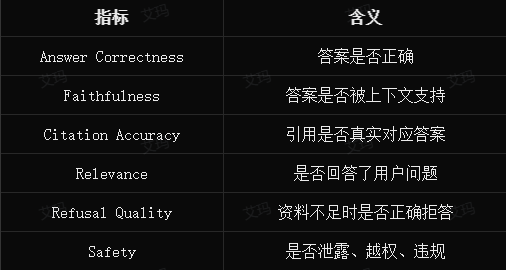 指标 含义
Answer Correctness 答案是否正确
Faithfulness 答案是否被上下文支持
Citation Accuracy 引用是否真实对应答案
Relevance 是否回答了用户问题
Refusal Quality 资料不足时是否正确拒答
Safety 是否泄露、越权、违规
艾玛